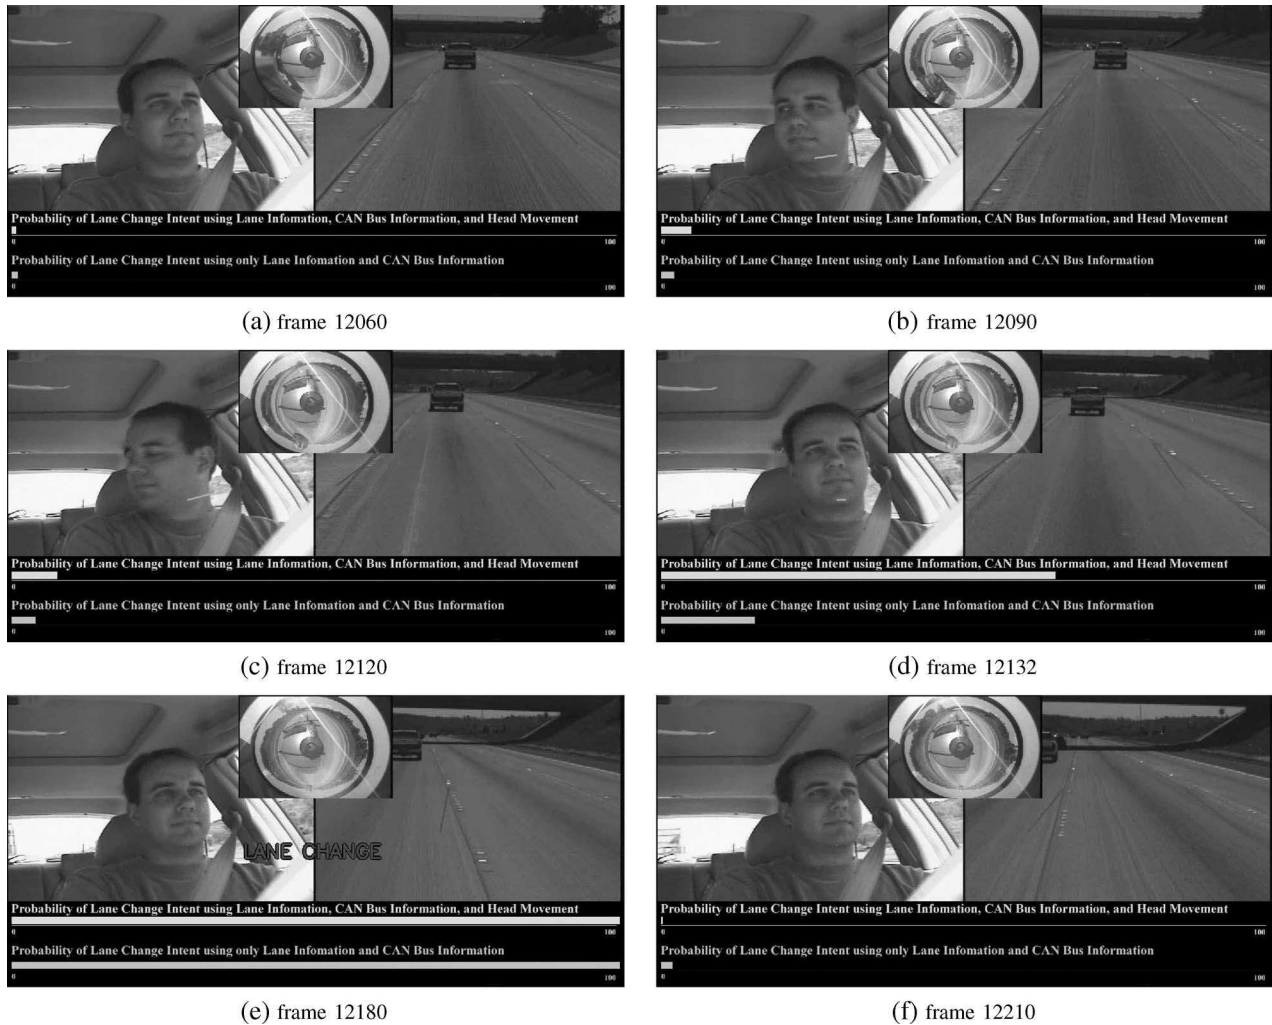 Probability of Lane Change Intent using Lane Infomation, CAN Bus Information, and Head Movement
0 100
Probability of Lane Change Intent using only Lane Infomation and CAN Bus Information
0 100
(a) frame 12060
Probability of Lane Change Intent using Lane Infomation, CAN Bus Information, and Head Movement
0 100
Probability of Lane Change Intent using only Lane Infomation and CAN Bus Information
0 100
(b) frame 12090
Probability of Lane Change Intent using Lane Infomation, CAN Bus Information, and Head Movement
0 100
Probability of Lane Change Intent using only Lane Infomation and CAN Bus Information
0 100
(c) frame 12120
Probability of Lane Change Intent using Lane Infomation, CAN Bus Information, and Head Movement
0 100
Probability of Lane Change Intent using only Lane Infomation and CAN Bus Information
0 100
(d) frame 12132
LANE CHANGE
Probability of Lane Change Intent using Lane Infomation, CAN Bus Information, and Head Movement
0 100
Probability of Lane Change Intent using only Lane Infomation and CAN Bus Information
0 100
(e) frame 12180
Probability of Lane Change Intent using Lane Infomation, CAN Bus Information, and Head Movement
0 100
Probability of Lane Change Intent using only Lane Infomation and CAN Bus Information
0 100
(f) frame 12210